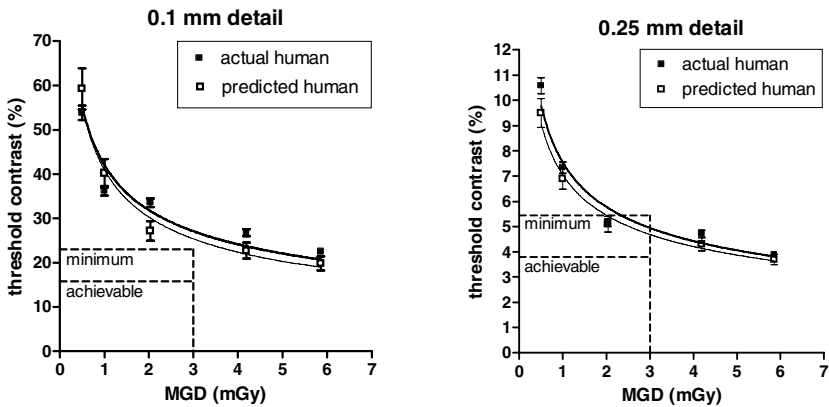 0.1 mm detail
threshold contrast (%)
70
60
50
40
30
20
10
0
actual human
predicted human
minimum
achievable
0 1 2 3 4 5 6 7
MGD (mGy)
0.25 mm detail
threshold contrast (%)
12
11
10
9
8
7
6
5
4
3
2
1
0
actual human
predicted human
minimum
achievable
0 1 2 3 4 5 6 7
MGD (mGy)